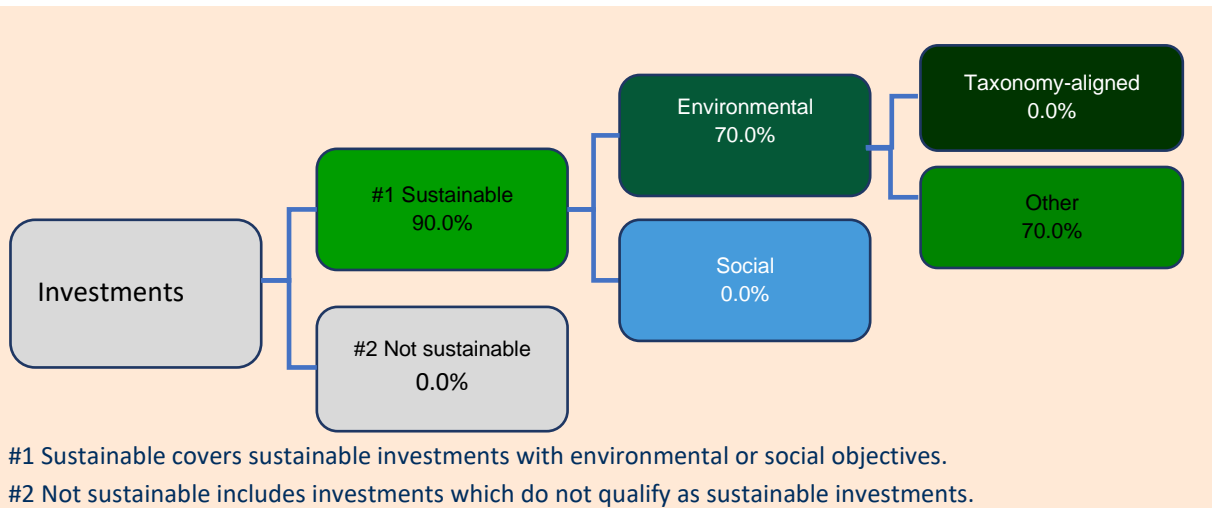 Investments
#1 Sustainable
90.0%
#2 Not sustainable
0.0%
Environmental
70.0%
Social
0.0%
Taxonomy-aligned
0.0%
Other
70.0%
#1 Sustainable covers sustainable investments with environmental or social objectives.
#2 Not sustainable includes investments which do not qualify as sustainable investments.